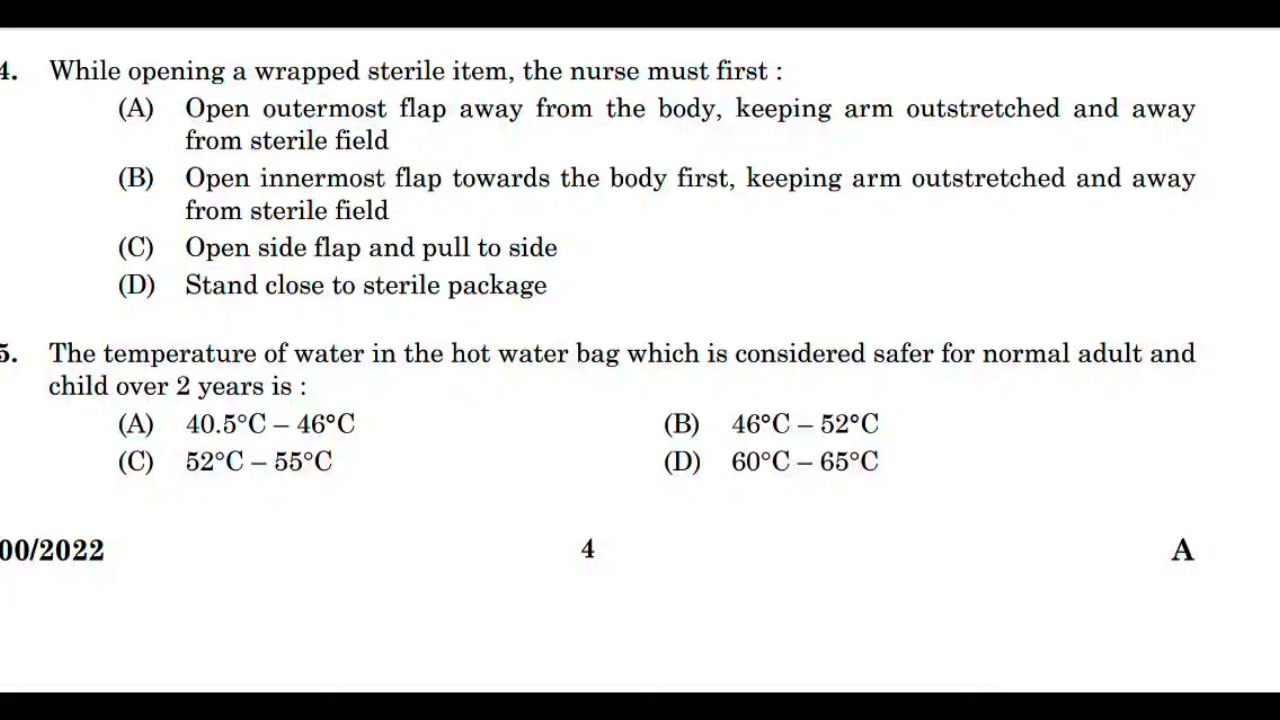 4. While opening a wrapped sterile item, the nurse must first :
(A) Open outermost flap away from the body, keeping arm outstretched and away
from sterile field
(B) Open innermost flap towards the body first, keeping arm outstretched and away
from sterile field
(C) Open side flap and pull to side
(D) Stand close to sterile package
5. The temperature of water in the hot water bag which is considered safer for normal adult and
child over 2 years is :
(A) 40.5°C – 46°C (B) 46°C – 52°C
(C) 52°C – 55°C (D) 60°C – 65°C
00/2022 4 A